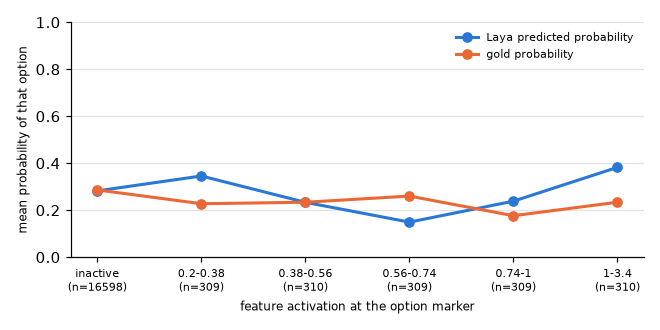 mean probability of that option
1.0
0.8
0.6
0.4
0.2
0.0
Laya predicted probability
gold probability
inactive
(n=16598)
0.2-0.38
(n=309)
0.38-0.56
(n=310)
0.56-0.74
(n=309)
0.74-1
(n=309)
1-3.4
(n=310)
feature activation at the option marker